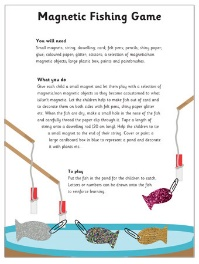 Magnetic Fishing Game
You will need
Small magnets, string, dowelling, card, felt pens, pencils, shiny paper,
glue, coloured paper, glitter, scissors, a selection of magnetic/non
magnetic objects, large plastic box, paints and paintbrushes.
What you do
Give each child a small magnet and let them play with a selection of
magnetic/non magnetic objects so they become accustomed to what
a magnet does. Let the children help to make fish out of card and
to decorate them on both sides with felt pens, shiny paper glitter
etc. When the fish are dry, make a small hole in the nose of the fish
and carefully thread the paper clip through it. Tape a length of
string onto a dowelling rod (30 cm long). Help the children to tie
a small magnet to the end of their string. Cover or paint a
large cardboard box in blue to represent a pond and decorate
it with plants etc.
To play
Put the fish in the pond for the children to catch.
Letters or numbers can be drawn onto the fish
to reinforce learning.